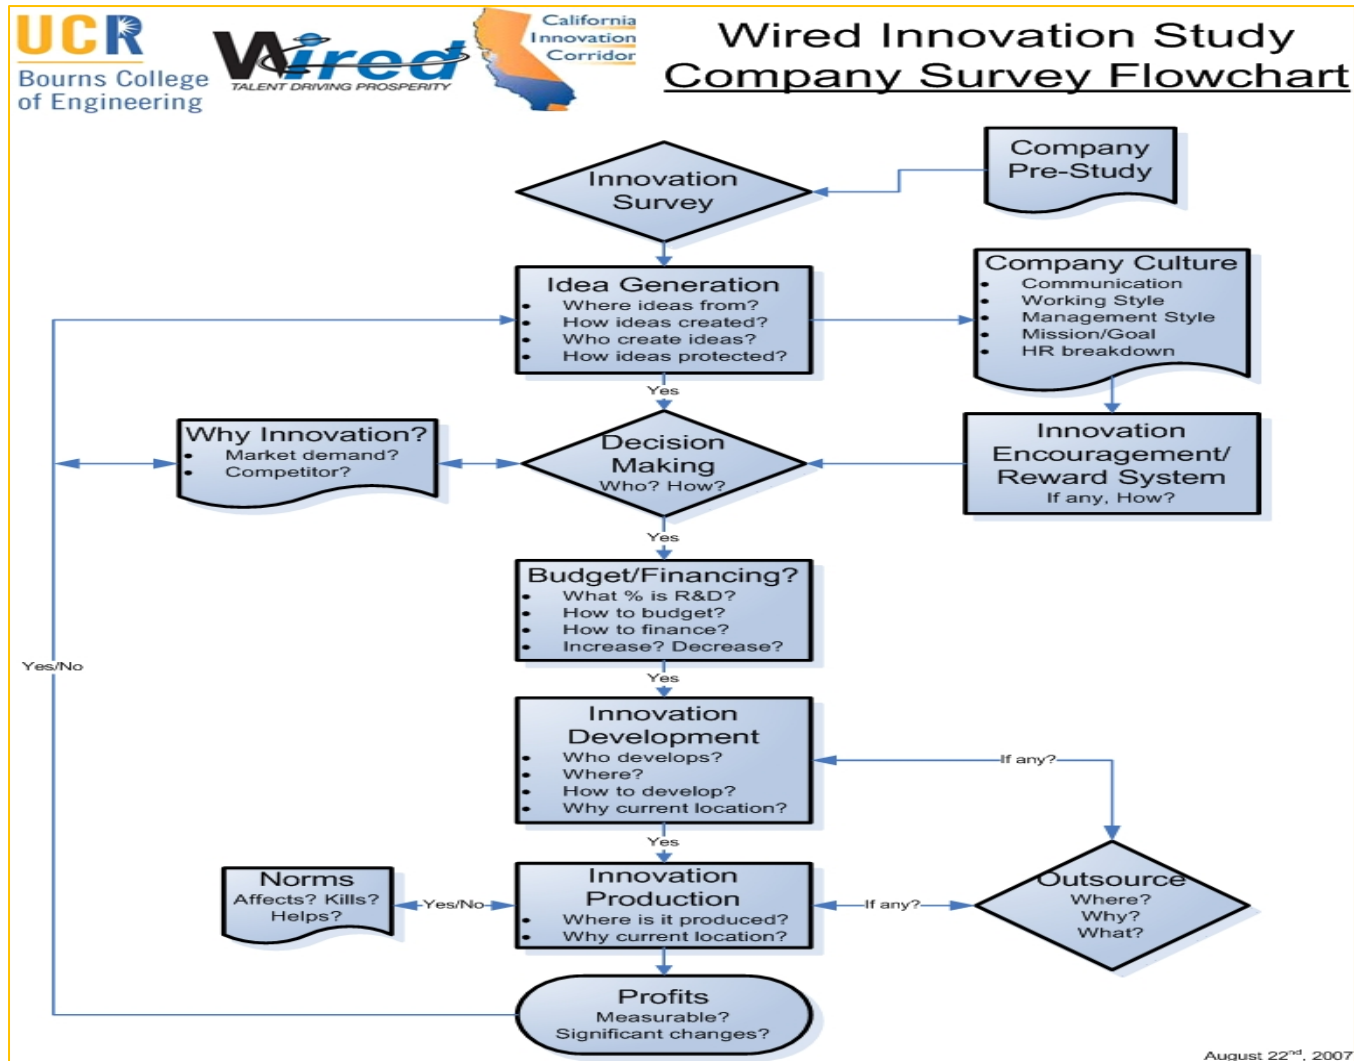 UCR
Bourns College
of Engineering
Wired
TALENT DRIVING PROSPERITY
California
Innovation
Corridor
Wired Innovation Study
Company Survey Flowchart
Company
Pre-Study
Innovation
Survey
Idea Generation
• Where ideas from?
• How ideas created?
• Who create ideas?
• How ideas protected?
Company Culture
• Communication
• Working Style
• Management Style
• Mission/Goal
• HR breakdown
Yes
Why Innovation?
• Market demand?
• Competitor?
Decision
Making
Who? How?
Innovation
Encouragement/
Reward System
If any, How?
Yes
Budget/Financing?
• What % is R&D?
• How to budget?
• How to finance?
• Increase? Decrease?
Yes/No
Yes
Innovation
Development
• Who develops?
• Where?
• How to develop?
• Why current location?
If any?
Yes
Norms
Affects? Kills?
Helps?
Yes/No
Innovation
Production
• Where is it produced?
• Why current location?
If any?
Outsource
Where?
Why?
What?
Profits
Measurable?
Significant changes?
August 22nd, 2007